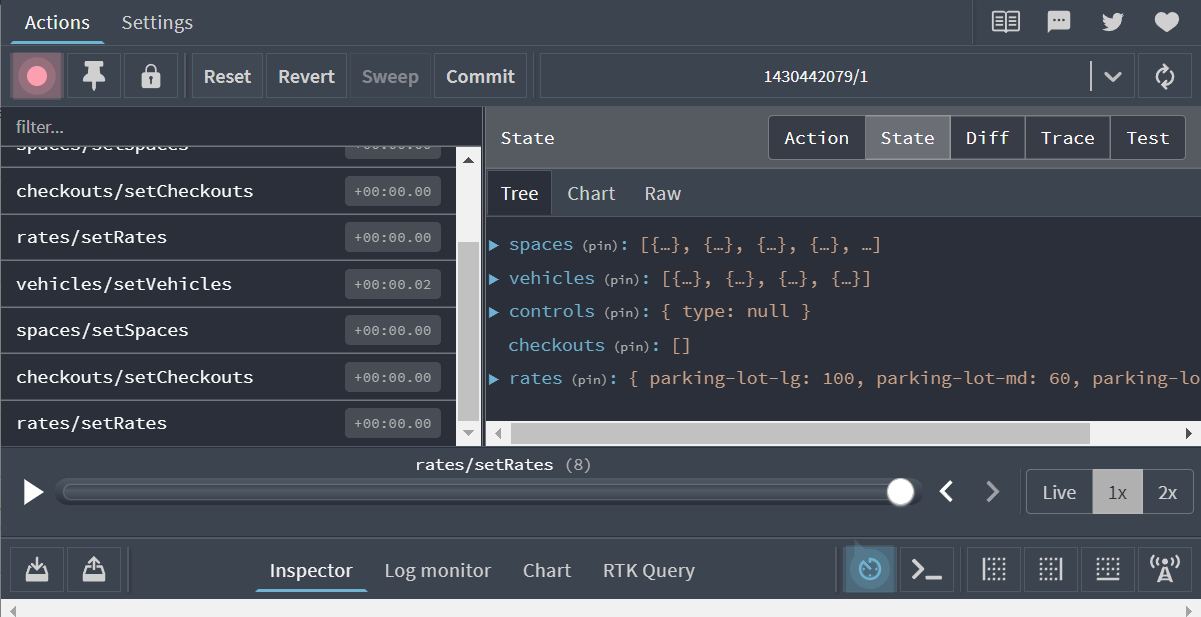 Actions Settings
Reset Revert Sweep Commit 1430442079/1
filter...
State Action State Diff Trace Test
spaces/setSpaces +00:00.00
Tree Chart Raw
checkouts/setCheckouts +00:00.00
rates/setRates +00:00.00
vehicles/setVehicles +00:00.02
spaces/setSpaces +00:00.00
checkouts/setCheckouts +00:00.00
rates/setRates +00:00.00
spaces (pin): [{…}, {…}, {…}, {…}, …]
vehicles (pin): [{…}, {…}, {…}, {…}]
controls (pin): { type: null }
checkouts (pin): []
rates (pin): { parking-lot-lg: 100, parking-lot-md: 60, parking-lo
rates/setRates (8)
Live 1x 2x
Inspector Log monitor Chart RTK Query